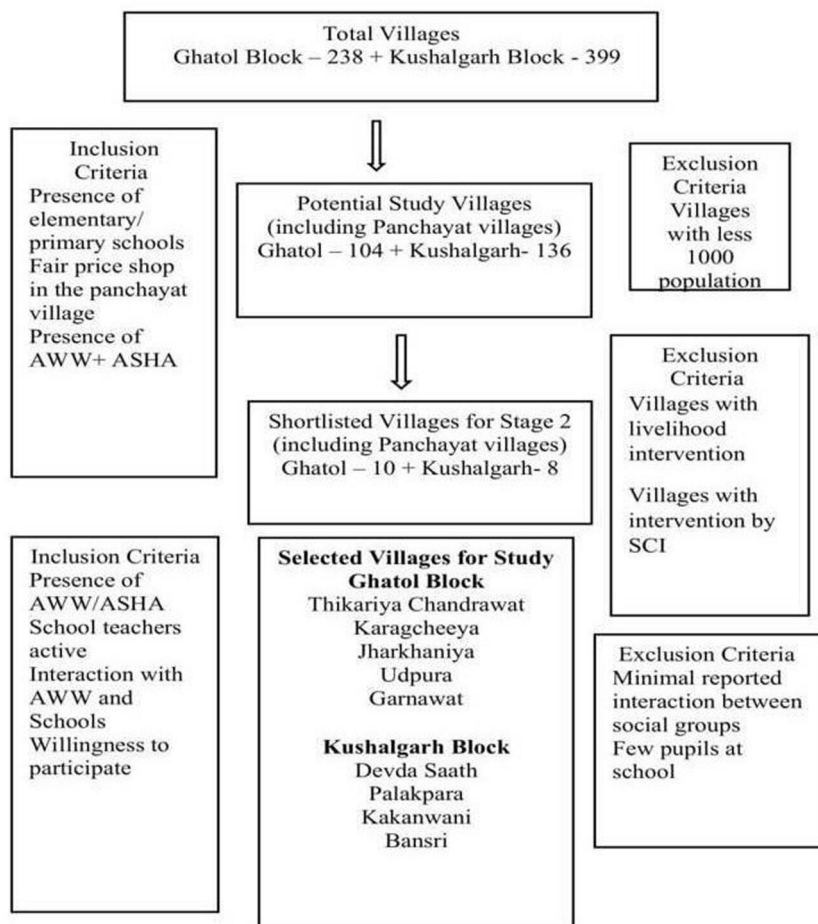 Total Villages
Ghatol Block – 238 + Kushalgarh Block - 399
Inclusion
Criteria
Presence of
elementary/
primary schools
Fair price shop
in the panchayat
village
Presence of
AWW+ ASHA
Potential Study Villages
(including Panchayat villages)
Ghatol – 104 + Kushalgarh- 136
Exclusion
Criteria
Villages
with less
1000
population
Shortlisted Villages for Stage 2
(including Panchayat villages)
Ghatol – 10 + Kushalgarh- 8
Exclusion
Criteria
Villages with
livelihood
intervention
Villages with
intervention by
SCI
Inclusion Criteria
Presence of
AWW/ASHA
School teachers
active
Interaction with
AWW and
Schools
Willingness to
participate
Selected Villages for Study
Ghatol Block
Thikariya Chandrawat
Karagcheeya
Jharkhaniya
Udpura
Garnawat
Kushalgarh Block
Devda Saath
Palakpara
Kakanwani
Bansri
Exclusion Criteria
Minimal reported
interaction between
social groups
Few pupils at
school